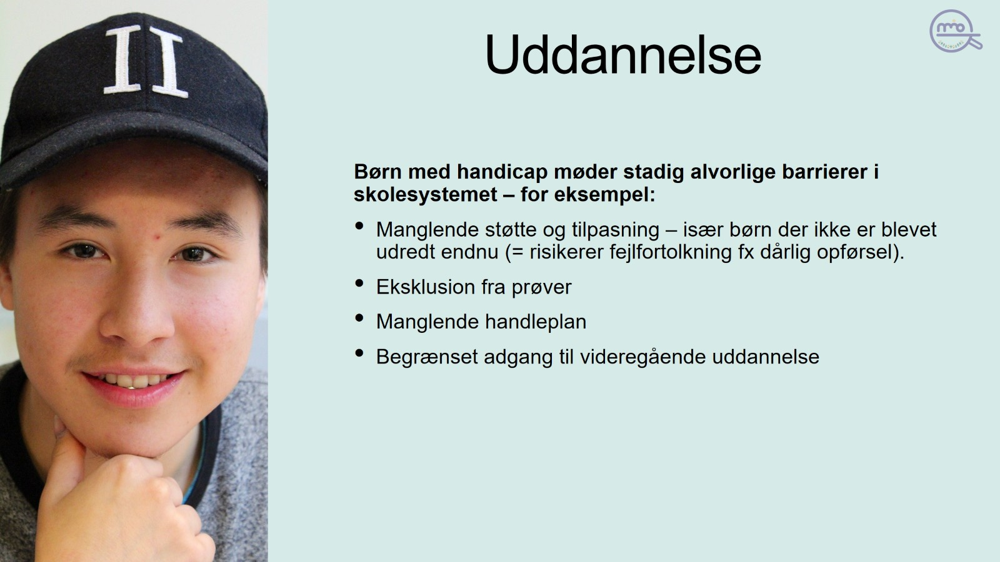 II
mio
Uddannelse
Børn med handicap møder stadig alvorlige barrierer i
skolesystemet – for eksempel:
• Manglende støtte og tilpasning – især børn der ikke er blevet
udredt endnu (= risikerer fejlfortolkning fx dårlig opførsel).
• Eksklusion fra prøver
• Manglende handleplan
• Begrænset adgang til videregående uddannelse